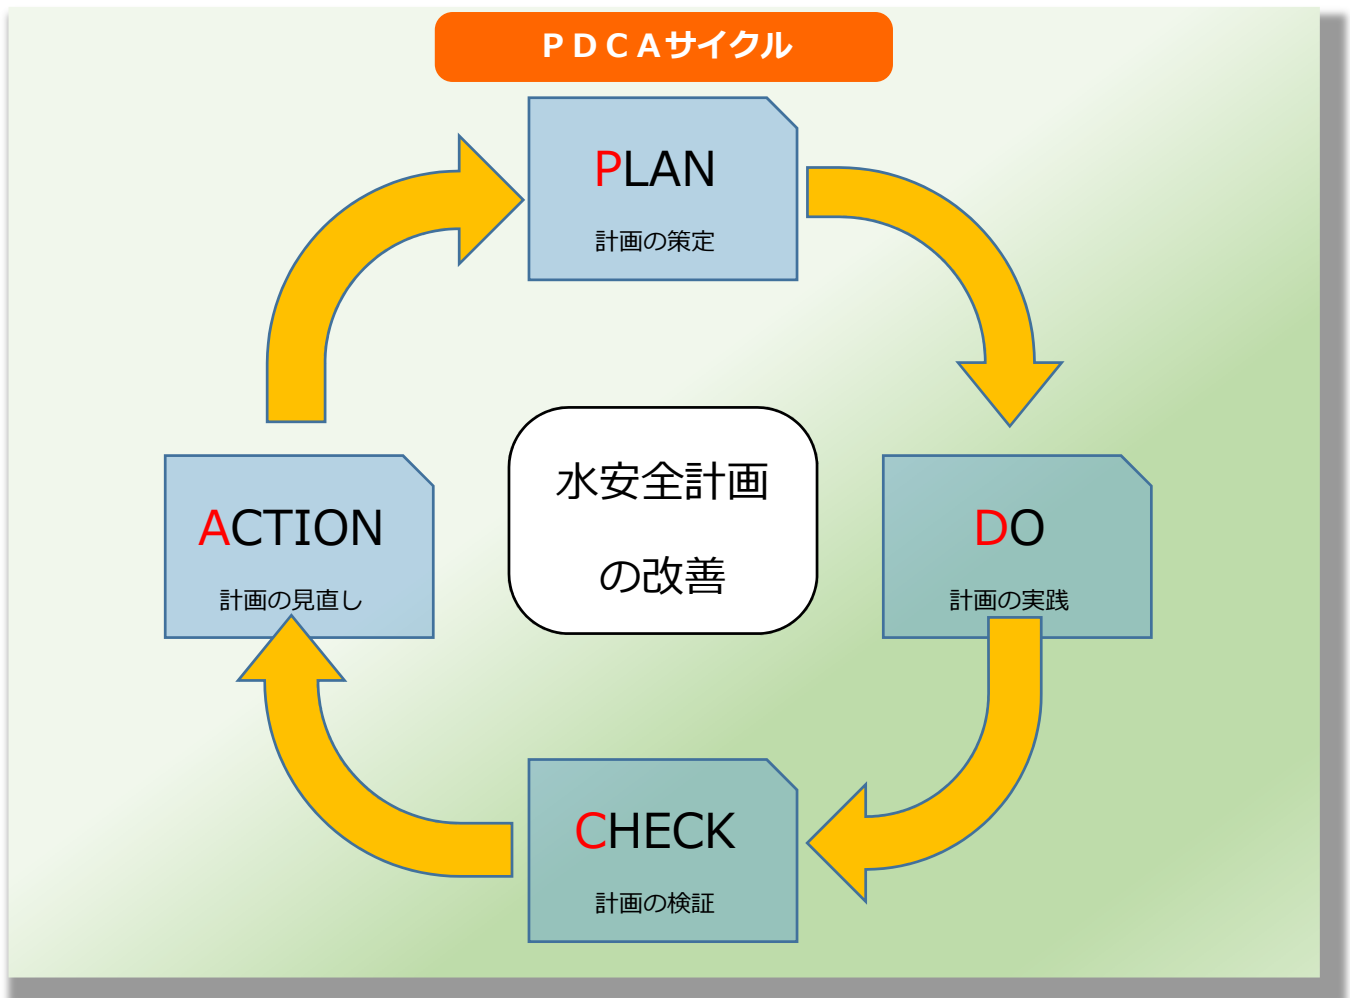 ＰＤＣＡサイクル
PLAN
計画の策定
ACTION
計画の見直し
水安全計画
の改善
DO
計画の実践
CHECK
計画の検証